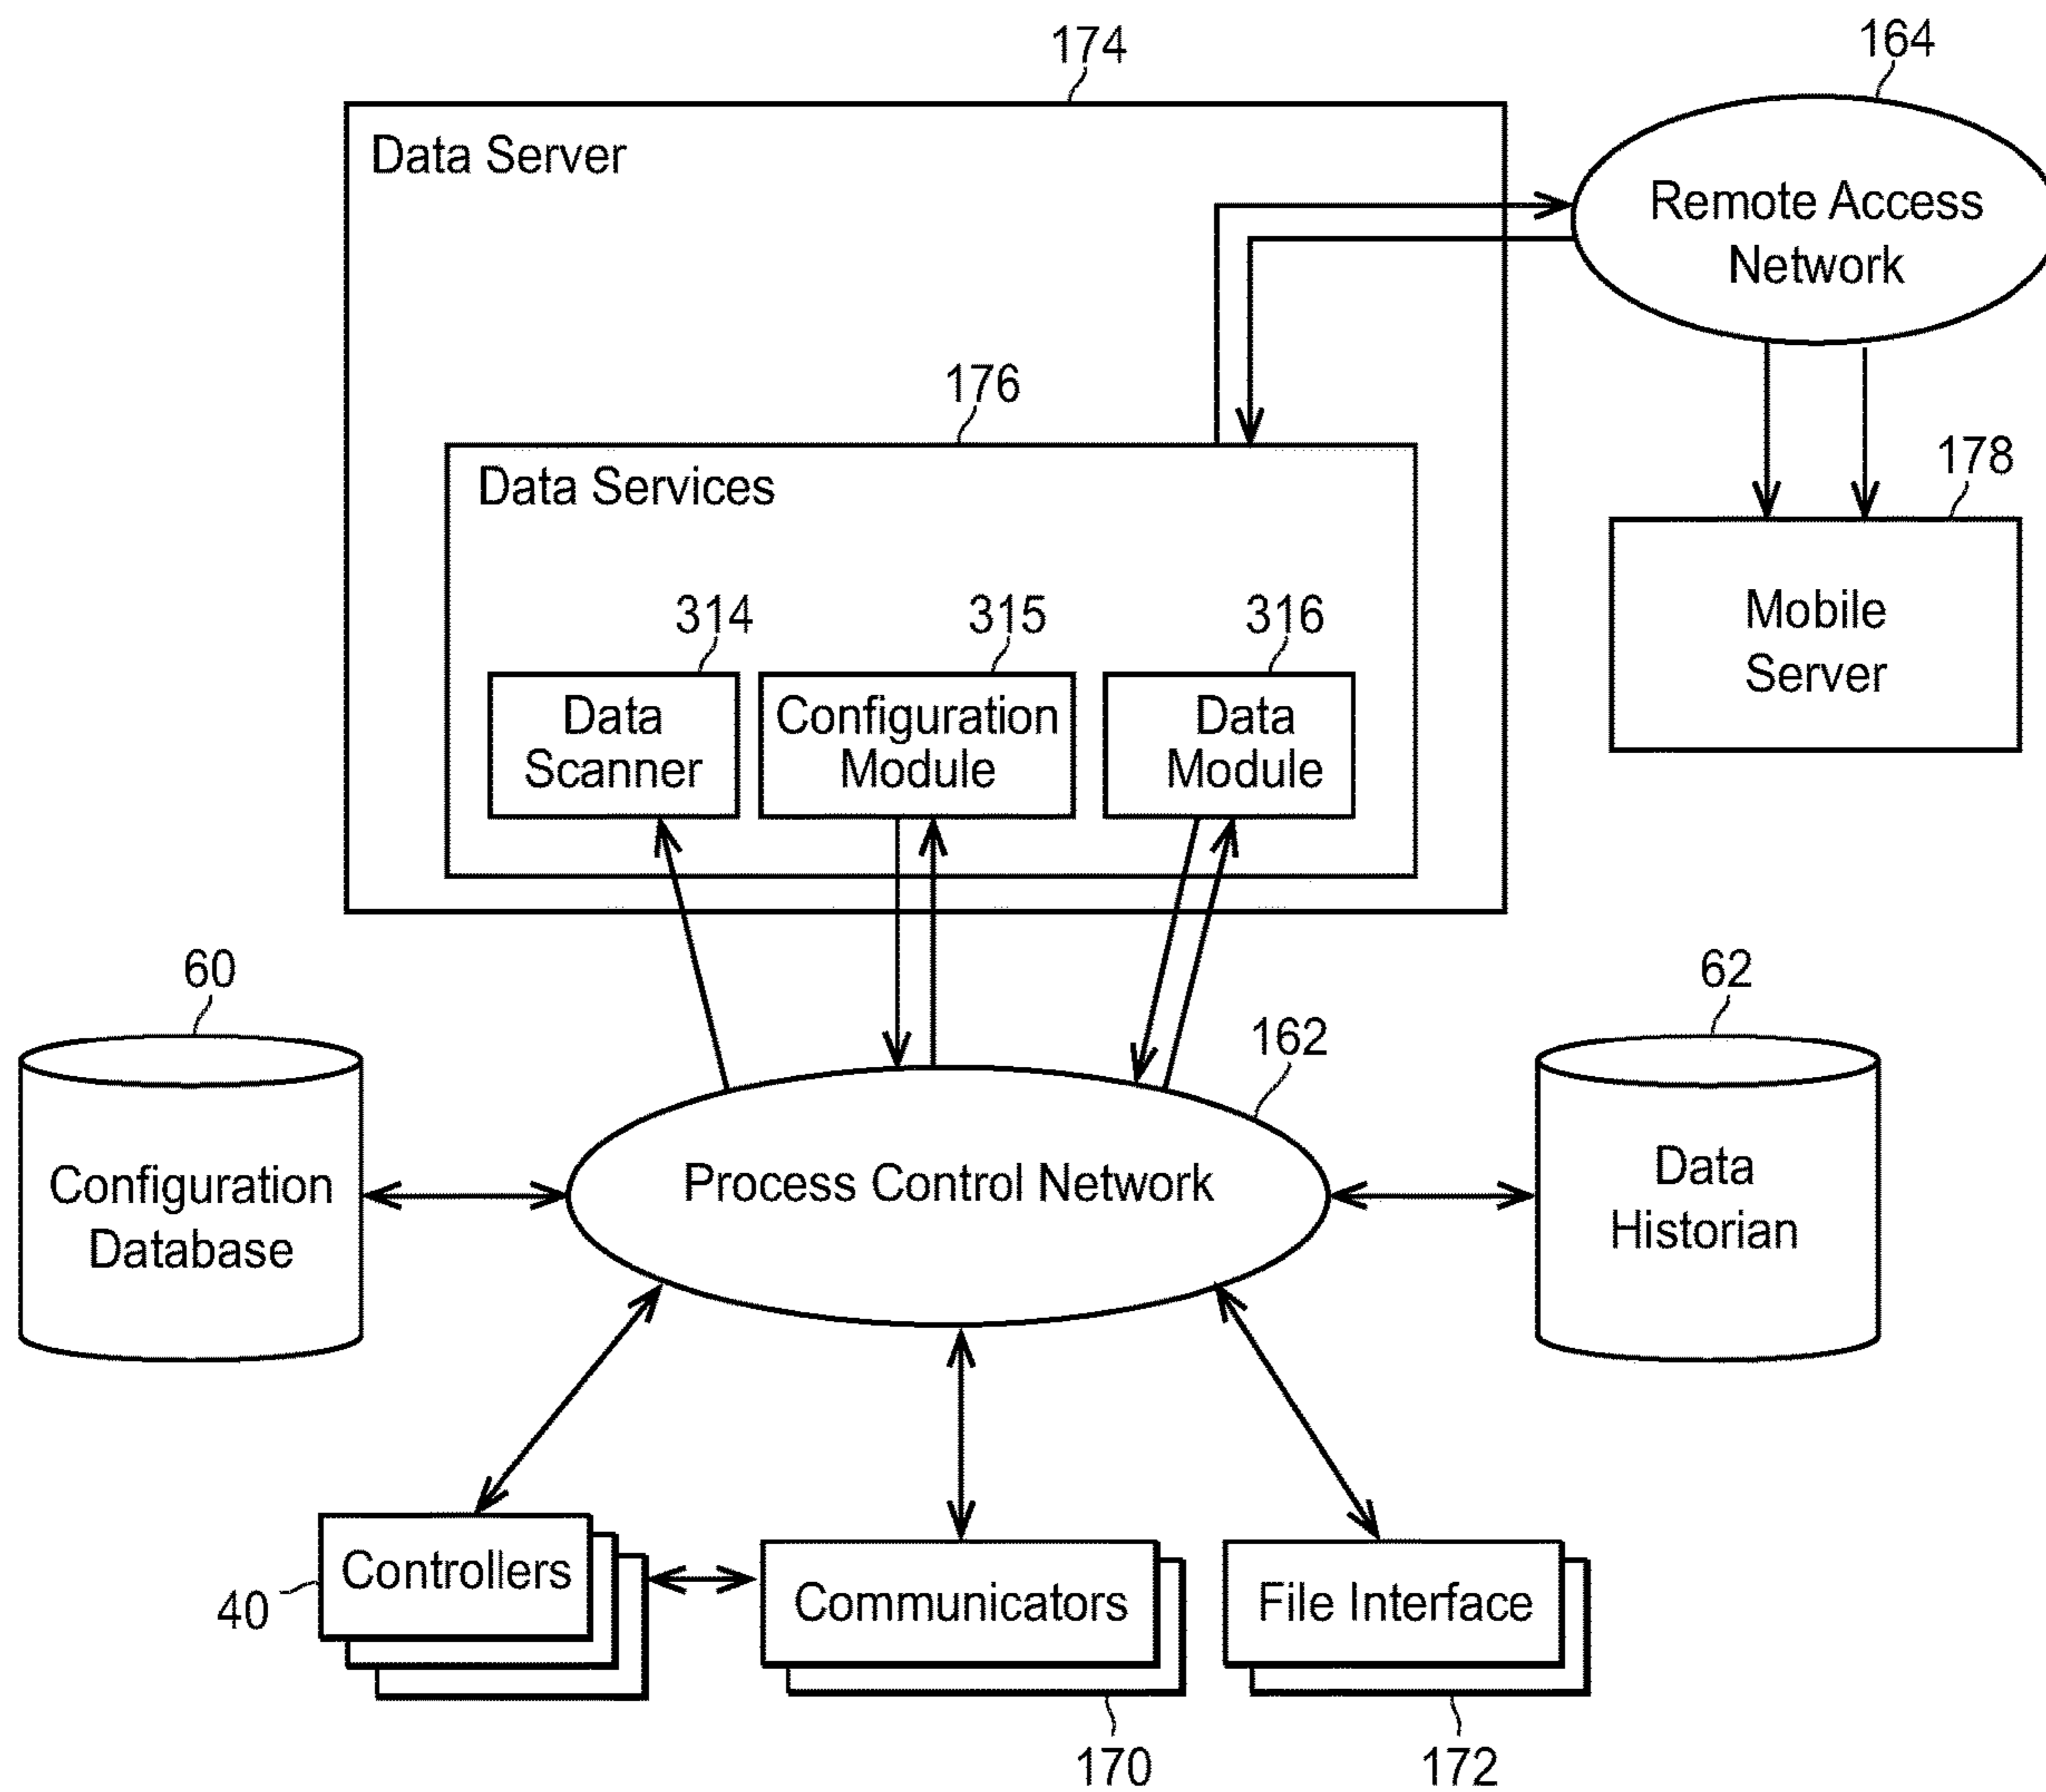 174
164
Data Server
Remote Access
Network
176
178
Data Services
Mobile
Server
314
315
316
Data
Scanner
Configuration
Module
Data
Module
60
62
162
Configuration
Database
Process Control Network
Data
Historian
Controllers
40
Communicators
File Interface
170
172